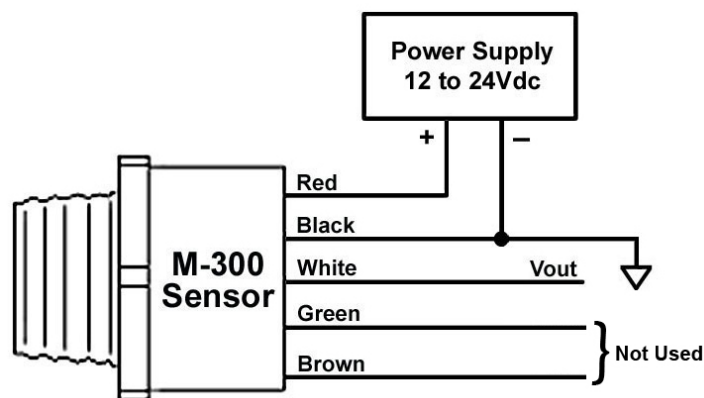 Power Supply
12 to 24Vdc
+ –
Red
Black
M-300
Sensor
White Vout
Green
Brown
Not Used